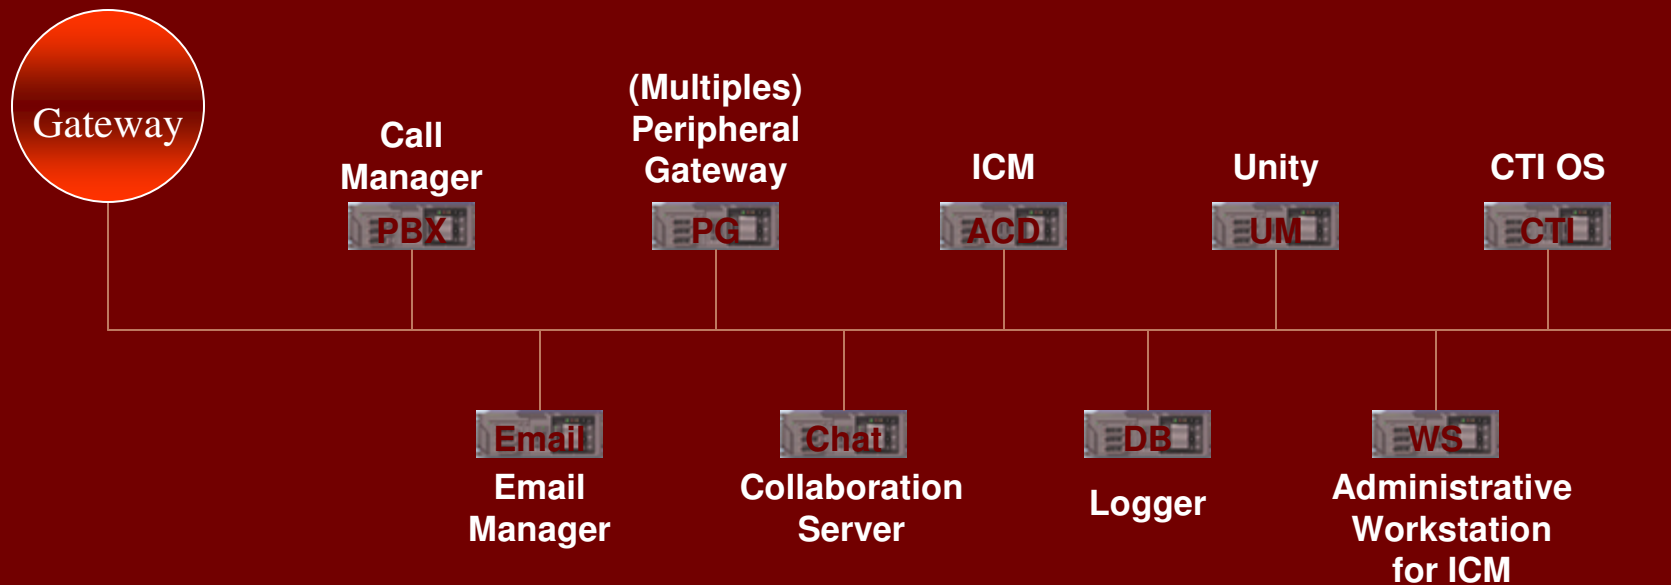 Gateway
Call
Manager
PBX
(Multiples)
Peripheral
Gateway
PG
ICM
ACD
Unity
UM
CTI OS
CTI
Email
Email
Manager
Chat
Collaboration
Server
DB
Logger
WS
Administrative
Workstation
for ICM